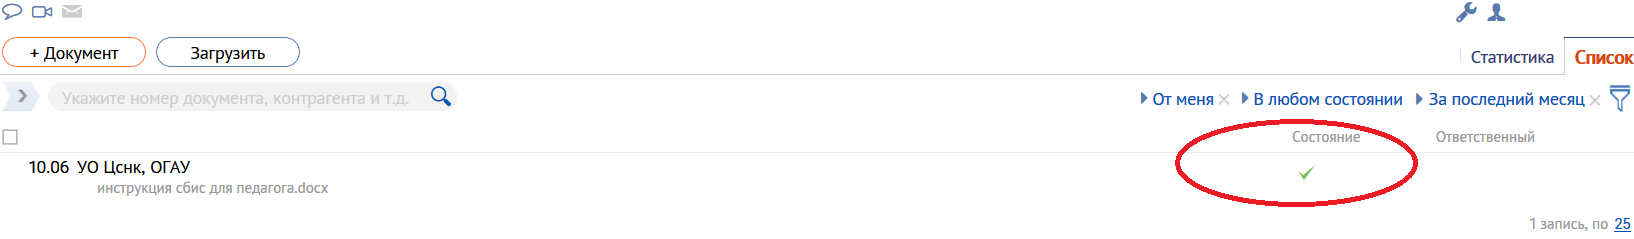 + Документ Загрузить
Статистика Список
Укажите номер документа, контрагента и т.д. От меня В любом состоянии За последний месяц
Состояние Ответственный
10.06 УО Цснк, ОГАУ
инструкция сбис для педагога.docx
1 запись, по 25